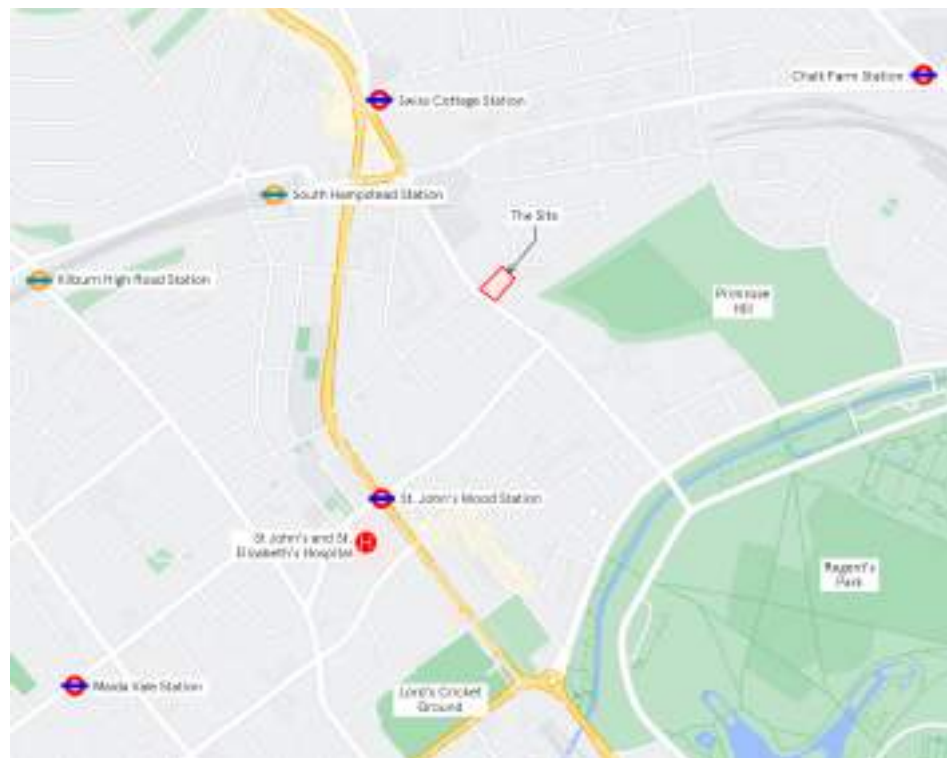 Chalk Farm Station
Swiss Cottage Station
South Hampstead Station
The Site
Kilburn High Road Station
Primrose
Hill
St. John's Wood Station
St John's and St.
Elizabeth's Hospital
H
Regent's
Park
Maida Vale Station
Lord's Cricket
Ground